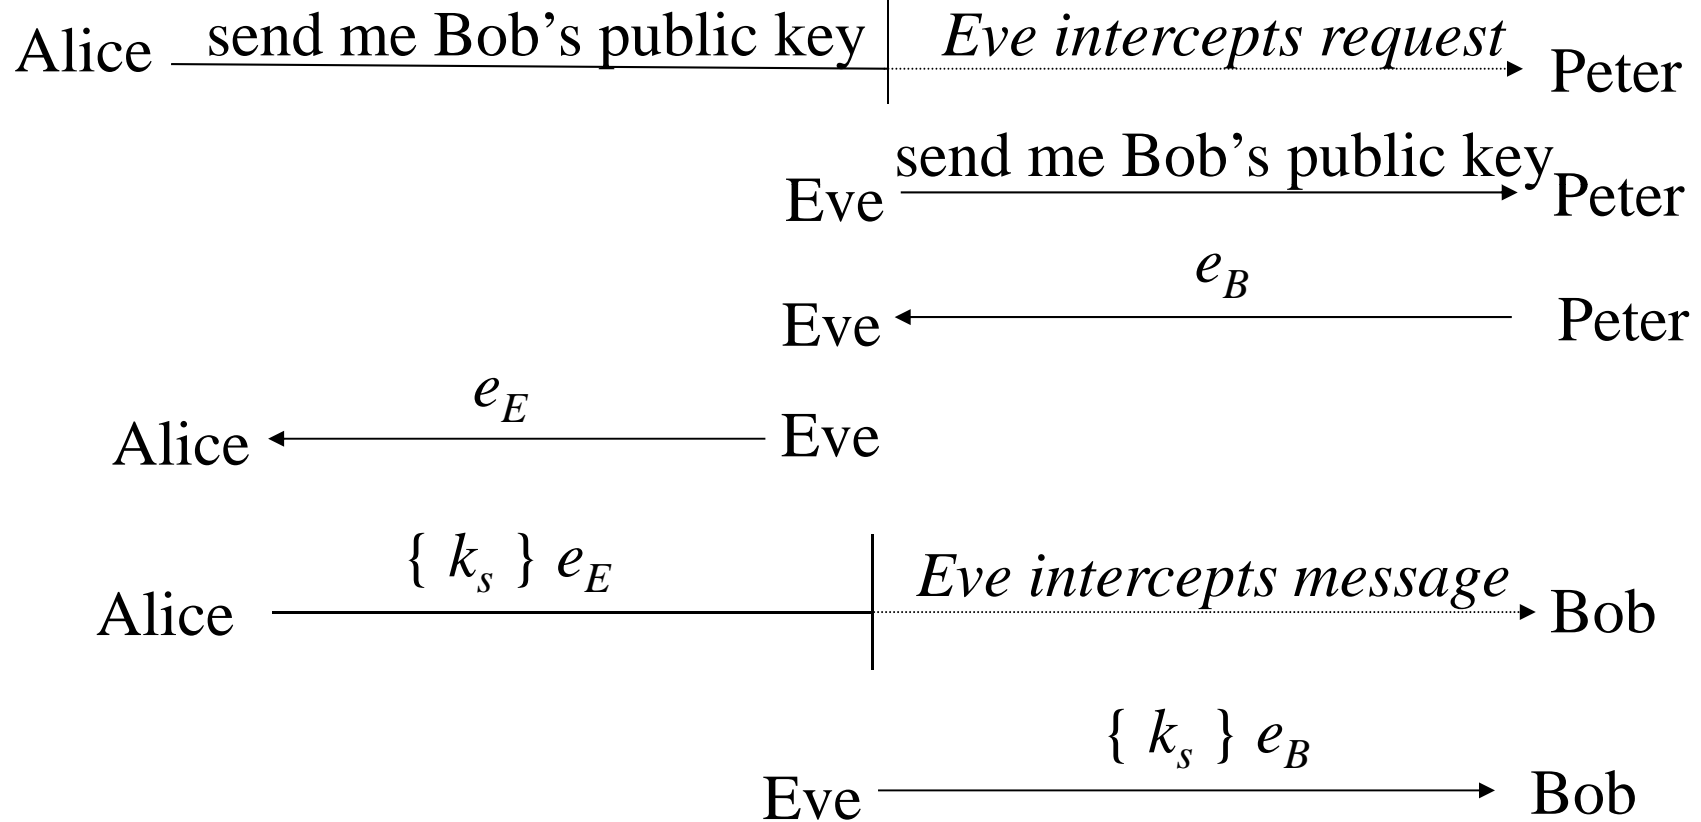 Alice send me Bob’s public key Eve intercepts request Peter
Eve send me Bob’s public key Peter
Eve e_B Peter
Alice e_E Eve
Alice { k_s } e_E Eve intercepts message Bob
Eve { k_s } e_B Bob